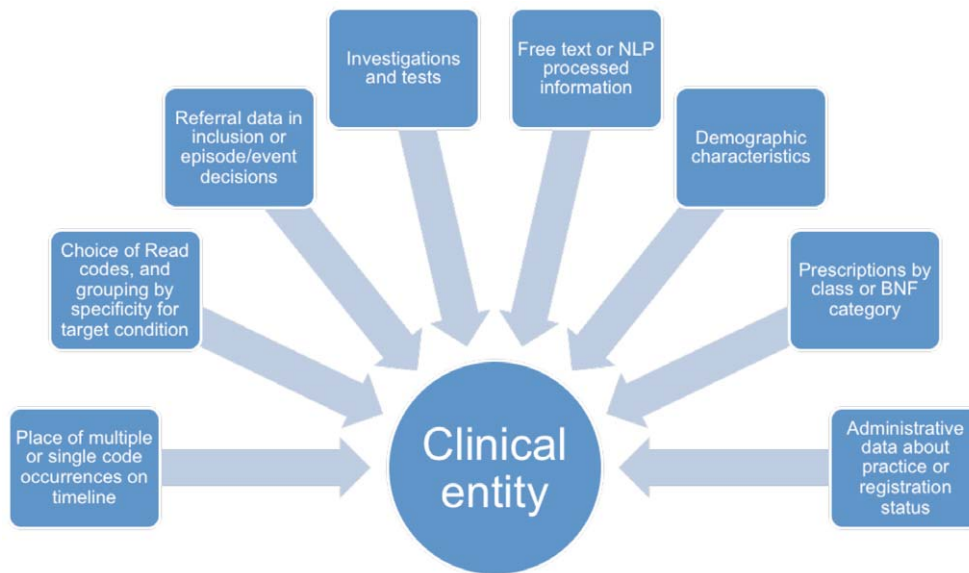 Investigations
and tests
Free text or NLP
processed
information
Referral data in
inclusion or
episode/event
decisions
Demographic
characteristics
Choice of Read
codes, and
grouping by
specificity for
target condition
Prescriptions by
class or BNF
category
Place of multiple
or single code
occurrences on
timeline
Clinical
entity
Administrative
data about
practice or
registration
status